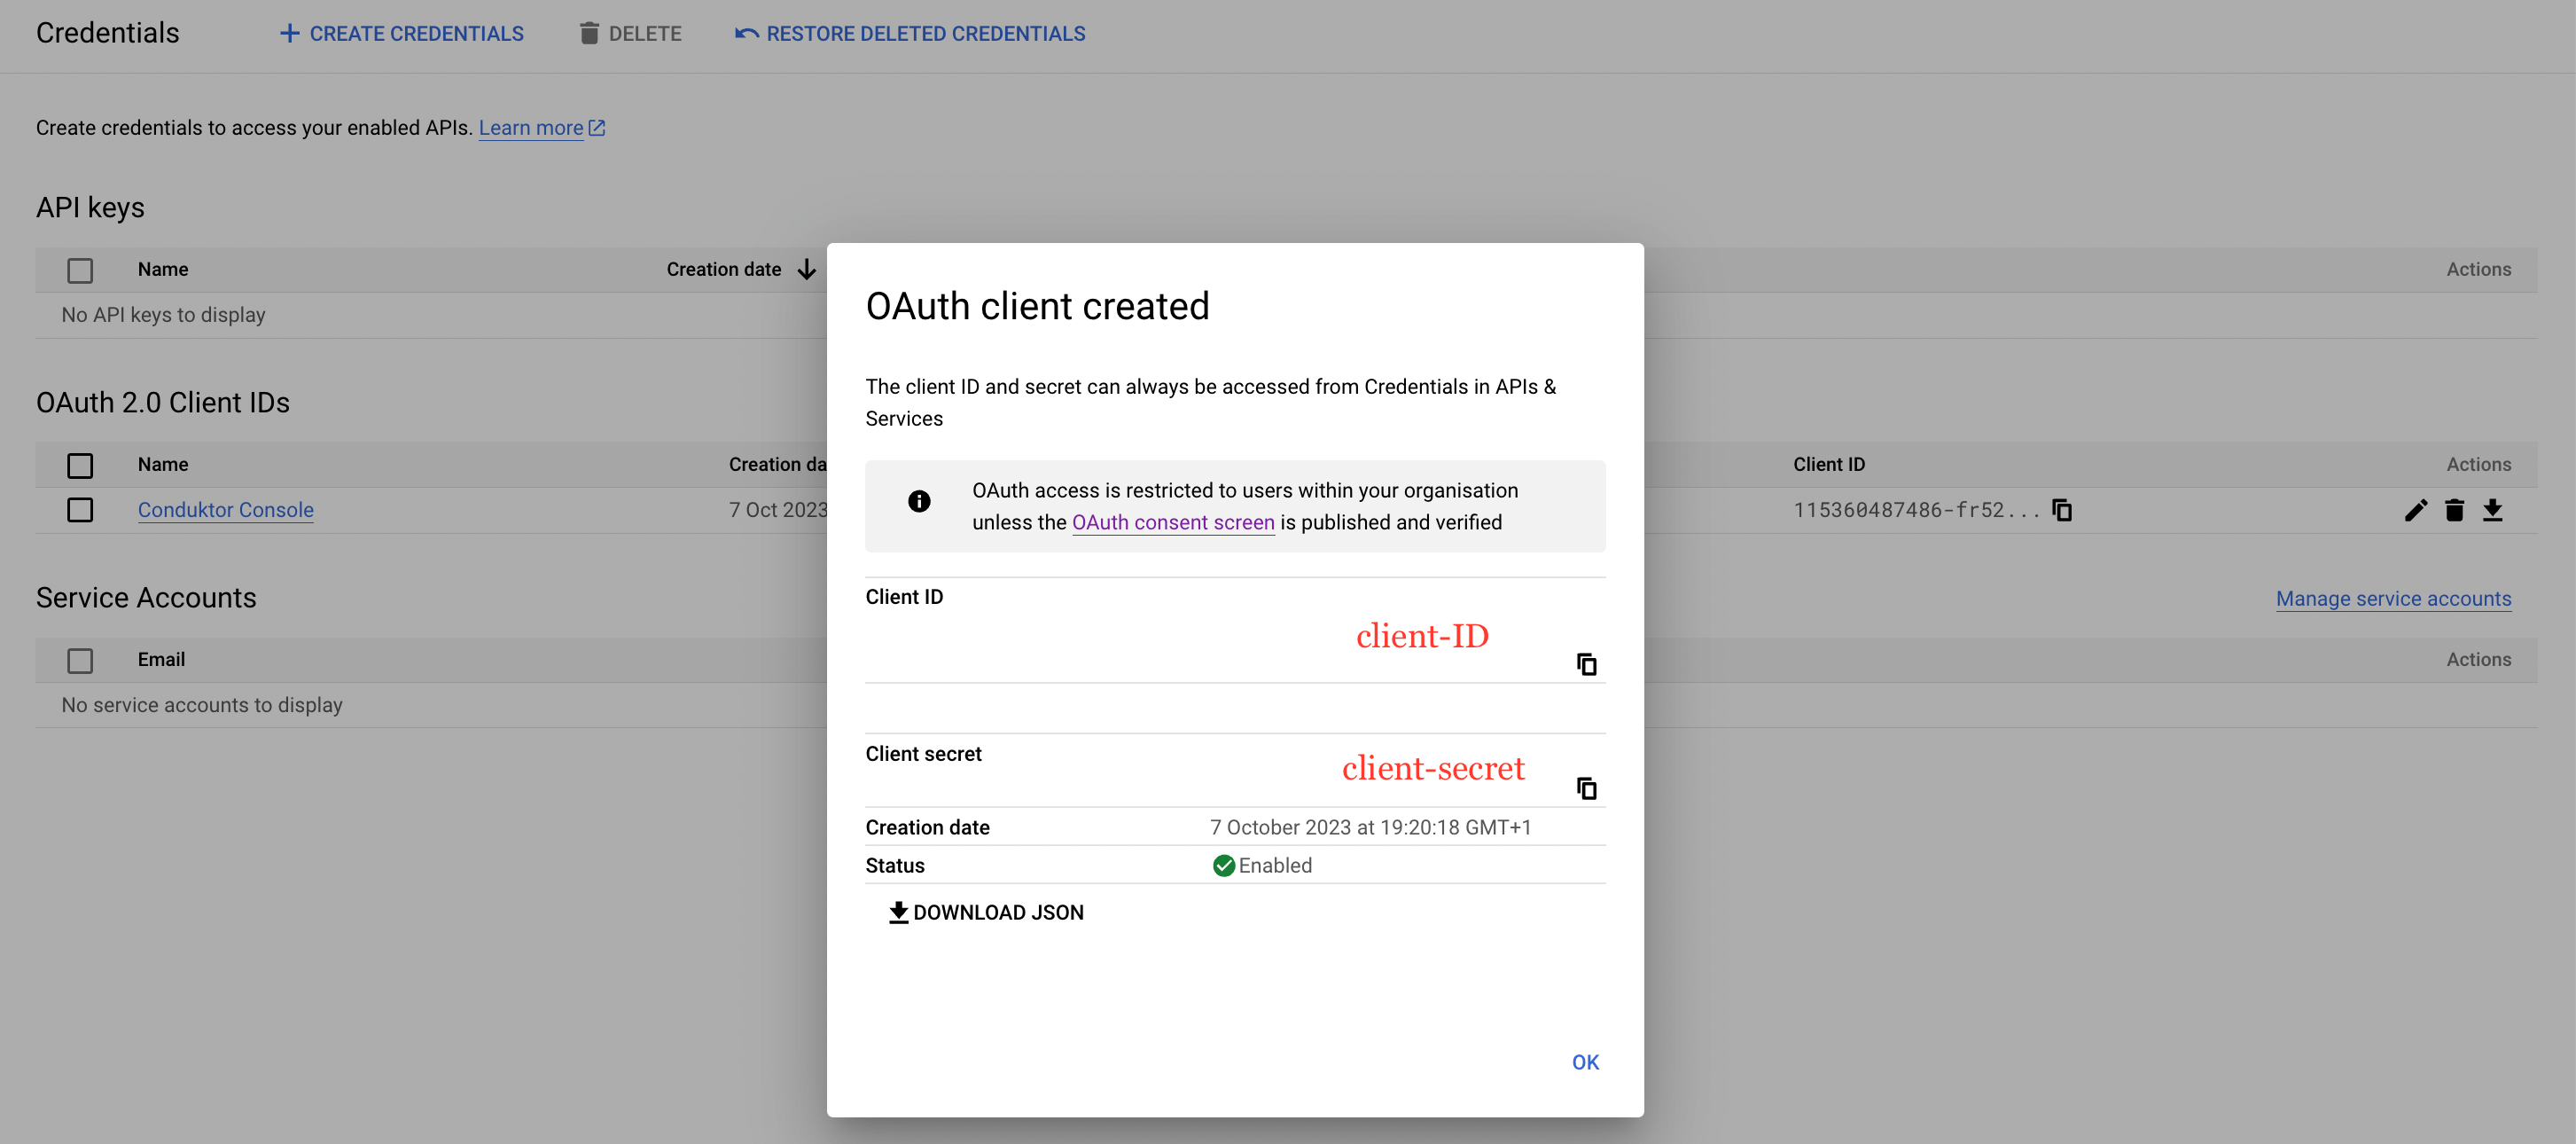 Credentials
CREATE CREDENTIALS
DELETE
RESTORE DELETED CREDENTIALS
Create credentials to access your enabled APIs. Learn more
API keys
Name Creation date Actions
No API keys to display
OAuth 2.0 Client IDs
Name Creation da Client ID Actions
Conduktor Console 7 Oct 2023 115360487486-fr52...
Service Accounts Manage service accounts
Email Actions
No service accounts to display
OAuth client created
The client ID and secret can always be accessed from Credentials in APIs &
Services
OAuth access is restricted to users within your organisation
unless the OAuth consent screen is published and verified
Client ID
client-ID
Client secret
client-secret
Creation date 7 October 2023 at 19:20:18 GMT+1
Status Enabled
DOWNLOAD JSON
OK